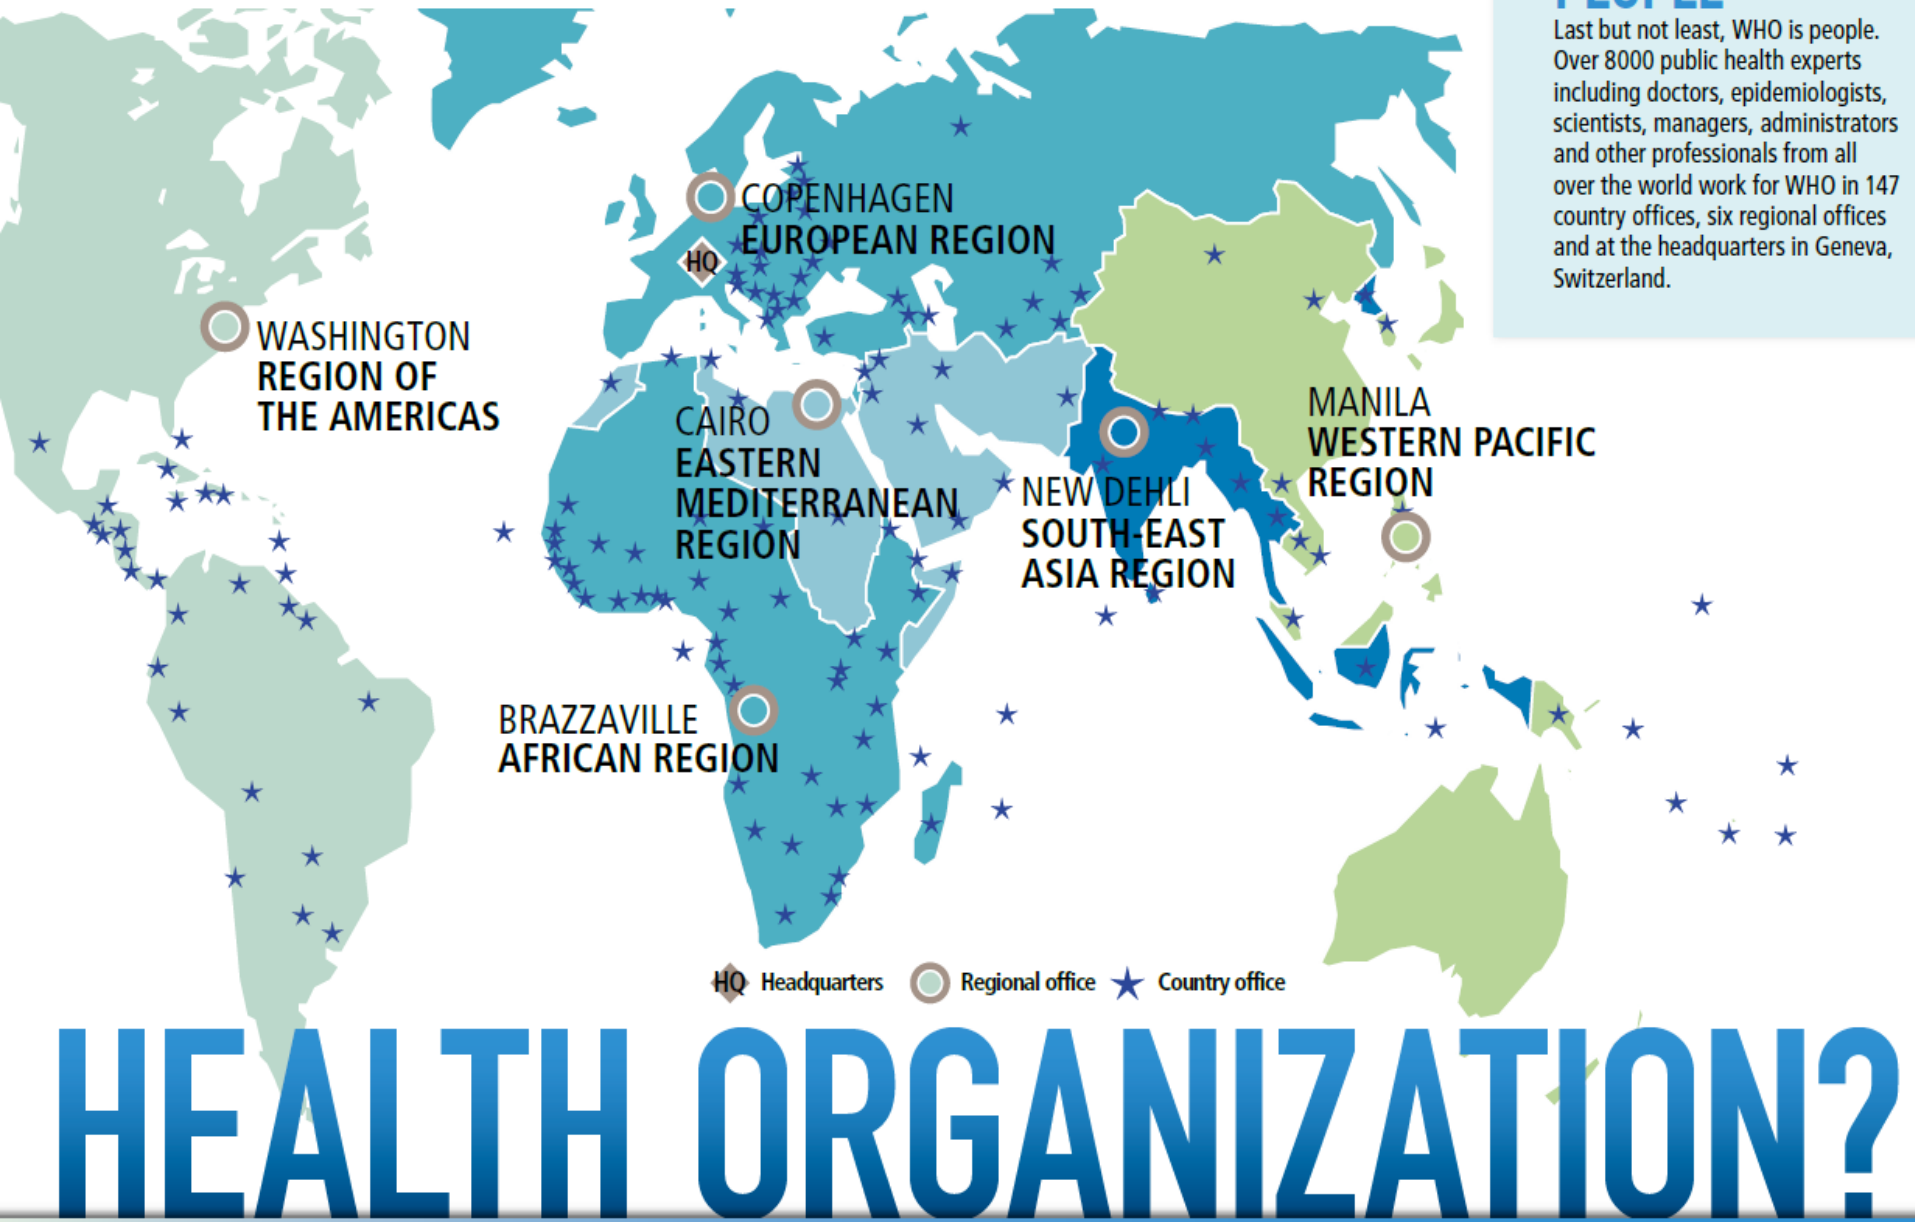 PEOPLE
Last but not least, WHO is people.
Over 8000 public health experts
including doctors, epidemiologists,
scientists, managers, administrators
and other professionals from all
over the world work for WHO in 147
country offices, six regional offices
and at the headquarters in Geneva,
Switzerland.
COPENHAGEN
EUROPEAN REGION
HQ
WASHINGTON
REGION OF
THE AMERICAS
CAIRO
EASTERN
MEDITERRANEAN
REGION
MANILA
WESTERN PACIFIC
REGION
NEW DEHLI
SOUTH-EAST
ASIA REGION
BRAZZAVILLE
AFRICAN REGION
HQ Headquarters Regional office Country office
HEALTH ORGANIZATION?